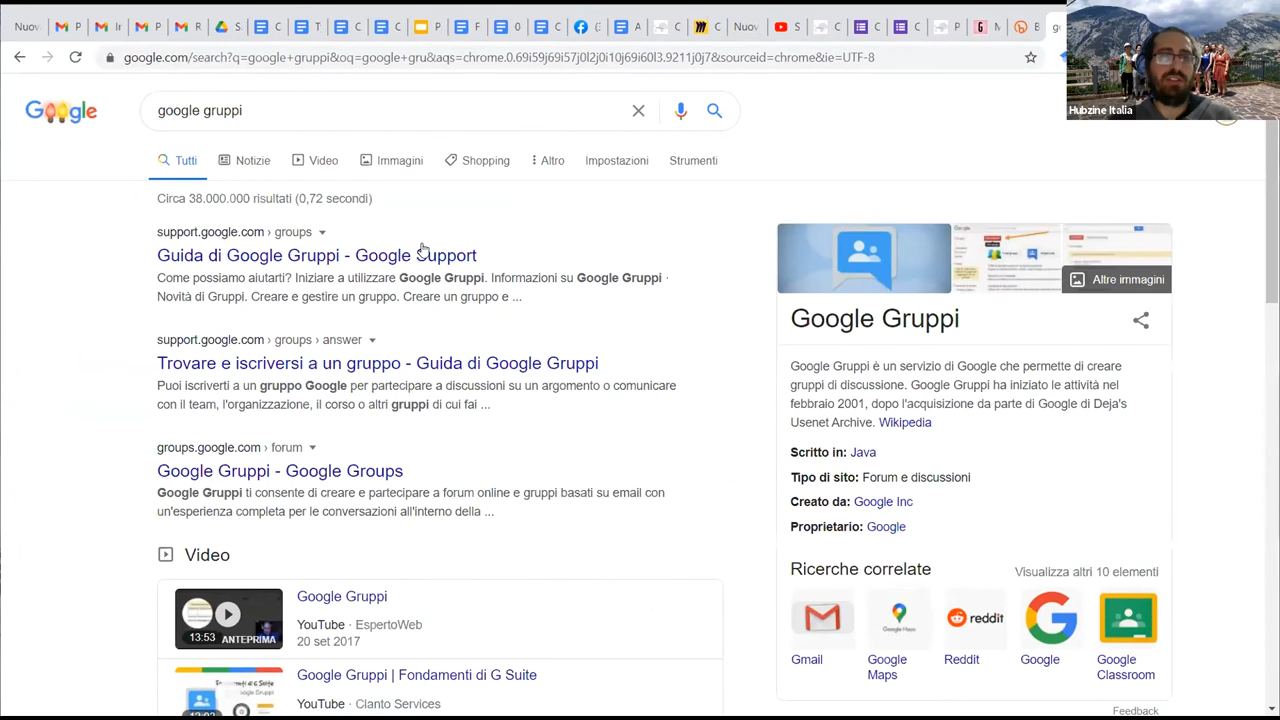 Nuov
P
Ir
P
R
S
C
T
C
P
F
C
C
Nuov
S
C
C
C
P
M
B
google.com/search?q=google+gruppi&oq=google+gru&aqs=chrome.0.69i59j69i57j0l2j0i10j69i60l3.9211j0j7&sourceid=chrome&ie=UTF-8
Hubzine Italia
Google
google gruppi
Tutti
Notizie
Video
Immagini
Shopping
Altro
Impostazioni
Strumenti
Circa 38.000.000 risultati (0,72 secondi)
support.google.com › groups
Guida di Google Gruppi - Google Support
Come possiamo aiutarti? Iniziare a usare Google Gruppi. Informazioni su Google Gruppi ·
Novità di Gruppi. Creare e gestire un gruppo. Creare un gruppo e ...
support.google.com › groups › answer
Trovare e iscriversi a un gruppo - Guida di Google Gruppi
Puoi iscriverti a un gruppo Google per partecipare a discussioni su un argomento o comunicare
con il team, l'organizzazione, il corso o altri gruppi di cui fai ...
groups.google.com › forum
Google Gruppi - Google Groups
Google Gruppi ti consente di creare e partecipare a forum online e gruppi basati su email con
un'esperienza completa per le conversazioni all'interno della ...
Video
13:53
ANTEPRIMA
Google Gruppi
YouTube · EspertoWeb
20 set 2017
Google Gruppi | Fondamenti di G Suite
YouTube · Clanto Services
Altre immagini
Google Gruppi
Google Gruppi è un servizio di Google che permette di creare
gruppi di discussione. Google Gruppi ha iniziato le attività nel
febbraio 2001, dopo l'acquisizione da parte di Google di Deja's
Usenet Archive. Wikipedia
Scritto in: Java
Tipo di sito: Forum e discussioni
Creato da: Google Inc
Proprietario: Google
Ricerche correlate
Visualizza altri 10 elementi
Google Maps
reddit
Gmail
Google
Maps
Reddit
Google
Google
Classroom
Feedback